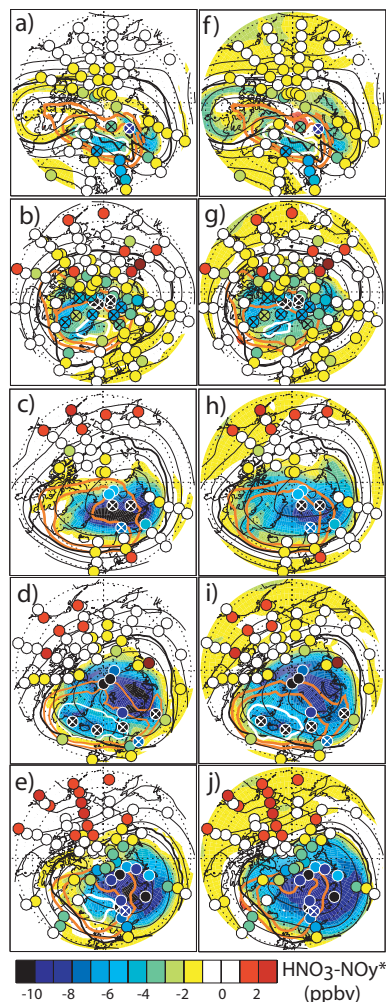 a) f)
b) g)
c) h)
d) i)
e) j)
-10 -8 -6 -4 -2 0 2 HNO3-NOy*
(ppbv)